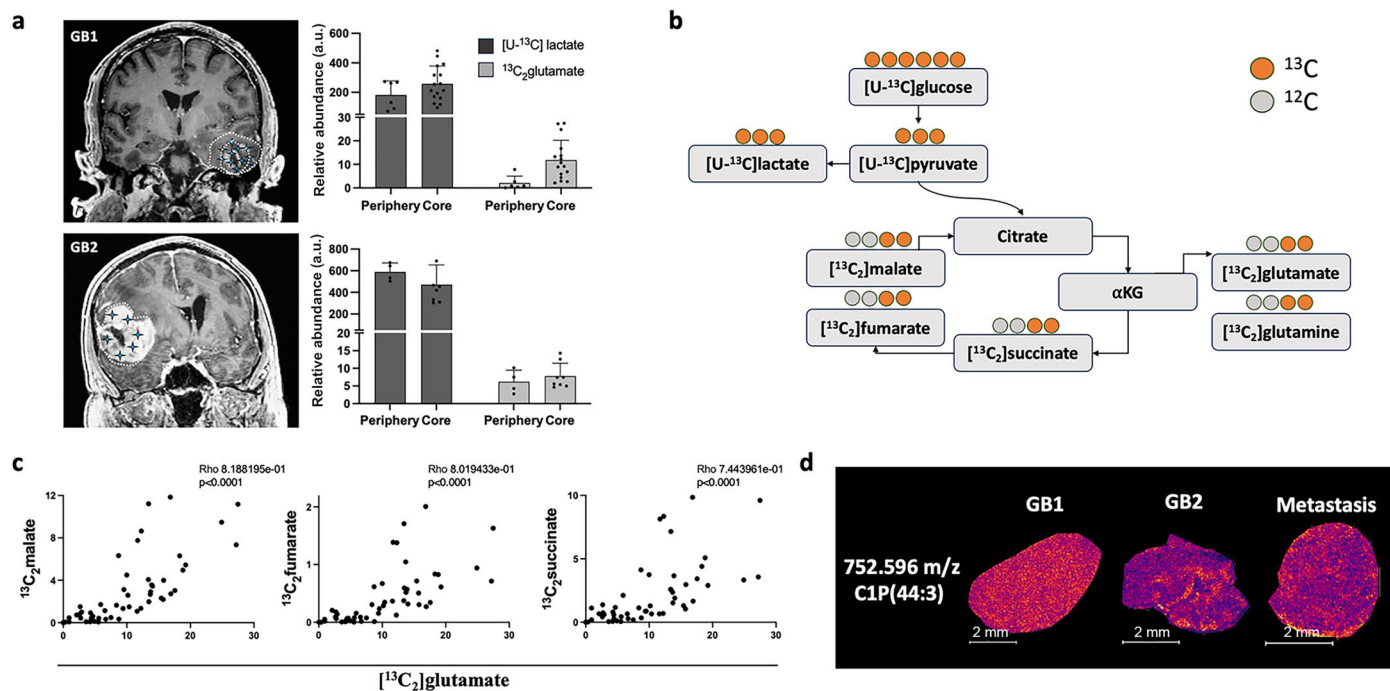 a
GB1
Relative abundance (a.u.)
600
400
200
30
20
10
0
Periphery Core
Periphery Core
[U-¹³C] lactate
¹³C₂glutamate
GB2
Relative abundance (a.u.)
800
600
400
200
20
15
10
5
0
Periphery Core
Periphery Core
b
[U-¹³C]glucose
¹³C
¹²C
[U-¹³C]lactate
[U-¹³C]pyruvate
Citrate
[¹³C₂]malate
[¹³C₂]glutamate
αKG
[¹³C₂]fumarate
[¹³C₂]succinate
[¹³C₂]glutamine
c
Rho 8.188195e-01
p<0.0001
¹³C₂malate
12
8
4
0
0 10 20 30
Rho 8.019433e-01
p<0.0001
¹³C₂fumarate
2
1
0
0 10 20 30
Rho 7.443961e-01
p<0.0001
¹³C₂succinate
10
5
0
0 10 20 30
[¹³C₂]glutamate
d
GB1
GB2
Metastasis
752.596 m/z
C1P(44:3)
2 mm
2 mm
2 mm